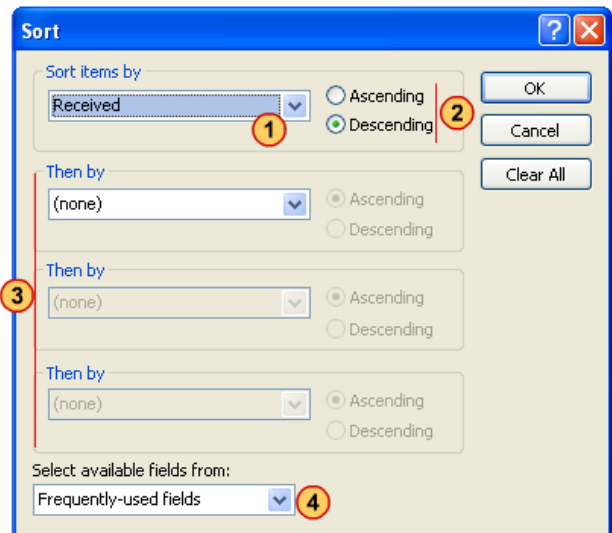 Sort
Sort items by
Received
Ascending
Descending
1
2
OK
Cancel
Clear All
Then by
(none)
Ascending
Descending
3
Then by
(none)
Ascending
Descending
Then by
(none)
Ascending
Descending
Select available fields from:
Frequently-used fields
4